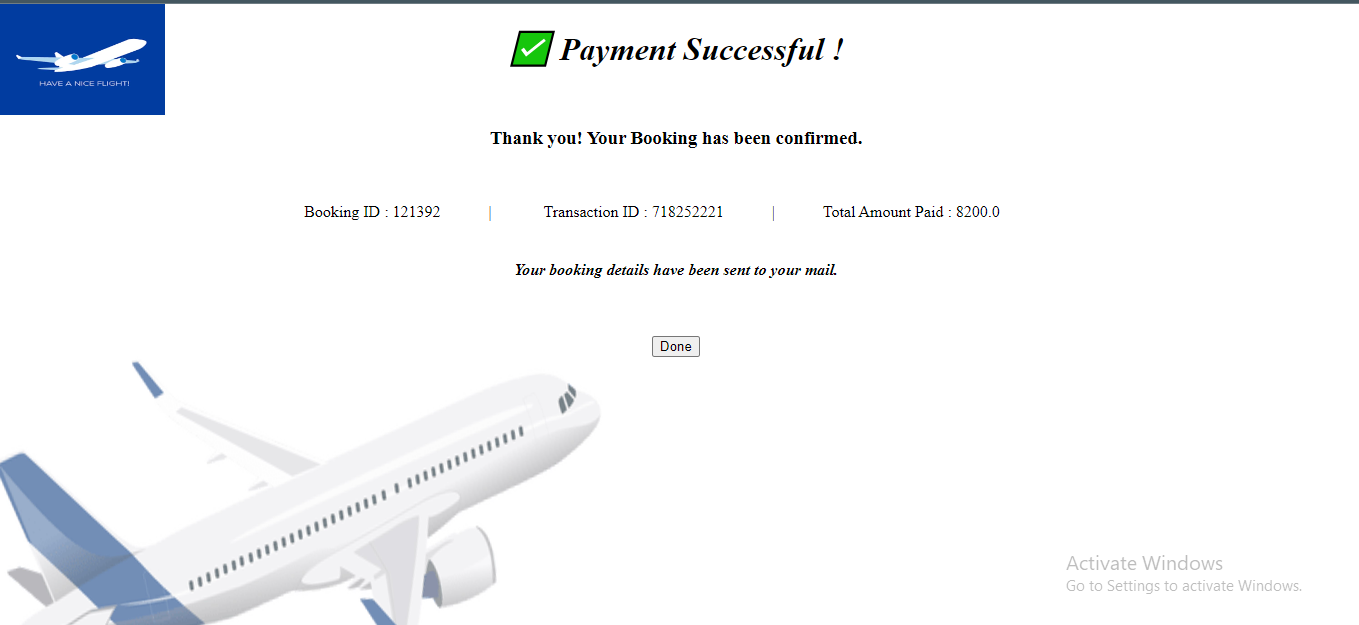 HAVE A NICE FLIGHT!
Payment Successful !
Thank you! Your Booking has been confirmed.
Booking ID : 121392 | Transaction ID : 718252221 | Total Amount Paid : 8200.0
Your booking details have been sent to your mail.
Done
Activate Windows
Go to Settings to activate Windows.